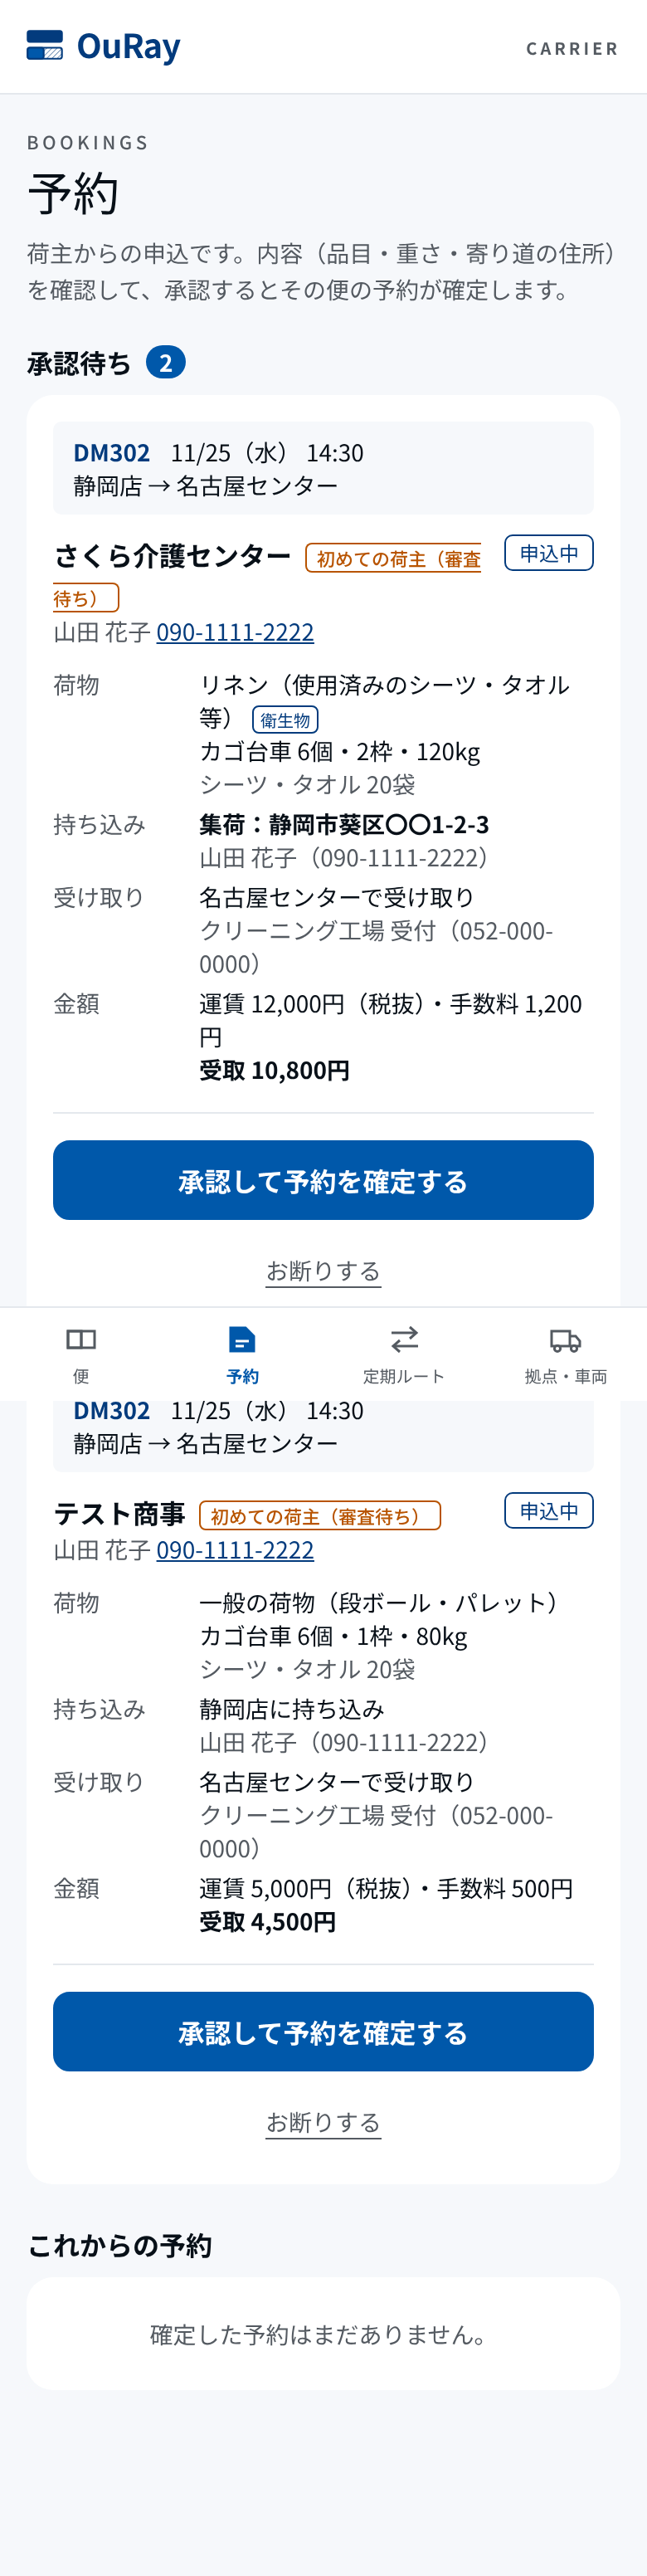 OuRay
CARRIER
BOOKINGS
予約
荷主からの申込です。内容（品目・重さ・寄り道の住所）
を確認して、承認するとその便の予約が確定します。
承認待ち 2
DM302 11/25（水） 14:30
静岡店 → 名古屋センター
さくら介護センター 初めての荷主（審査 申込中
待ち）
山田 花子 090-1111-2222
荷物 リネン（使用済みのシーツ・タオル
等） 衛生物
カゴ台車 6個・2枠・120kg
シーツ・タオル 20袋
持ち込み 集荷：静岡市葵区〇〇1-2-3
山田 花子（090-1111-2222）
受け取り 名古屋センターで受け取り
クリーニング工場 受付（052-000-
0000）
金額 運賃 12,000円（税抜）・手数料 1,200
円
受取 10,800円
承認して予約を確定する
お断りする
便 予約 定期ルート 拠点・車両
DM302 11/25（水） 14:30
静岡店 → 名古屋センター
テスト商事 初めての荷主（審査待ち） 申込中
山田 花子 090-1111-2222
荷物 一般の荷物（段ボール・パレット）
カゴ台車 6個・1枠・80kg
シーツ・タオル 20袋
持ち込み 静岡店に持ち込み
山田 花子（090-1111-2222）
受け取り 名古屋センターで受け取り
クリーニング工場 受付（052-000-
0000）
金額 運賃 5,000円（税抜）・手数料 500円
受取 4,500円
承認して予約を確定する
お断りする
これからの予約
確定した予約はまだありません。